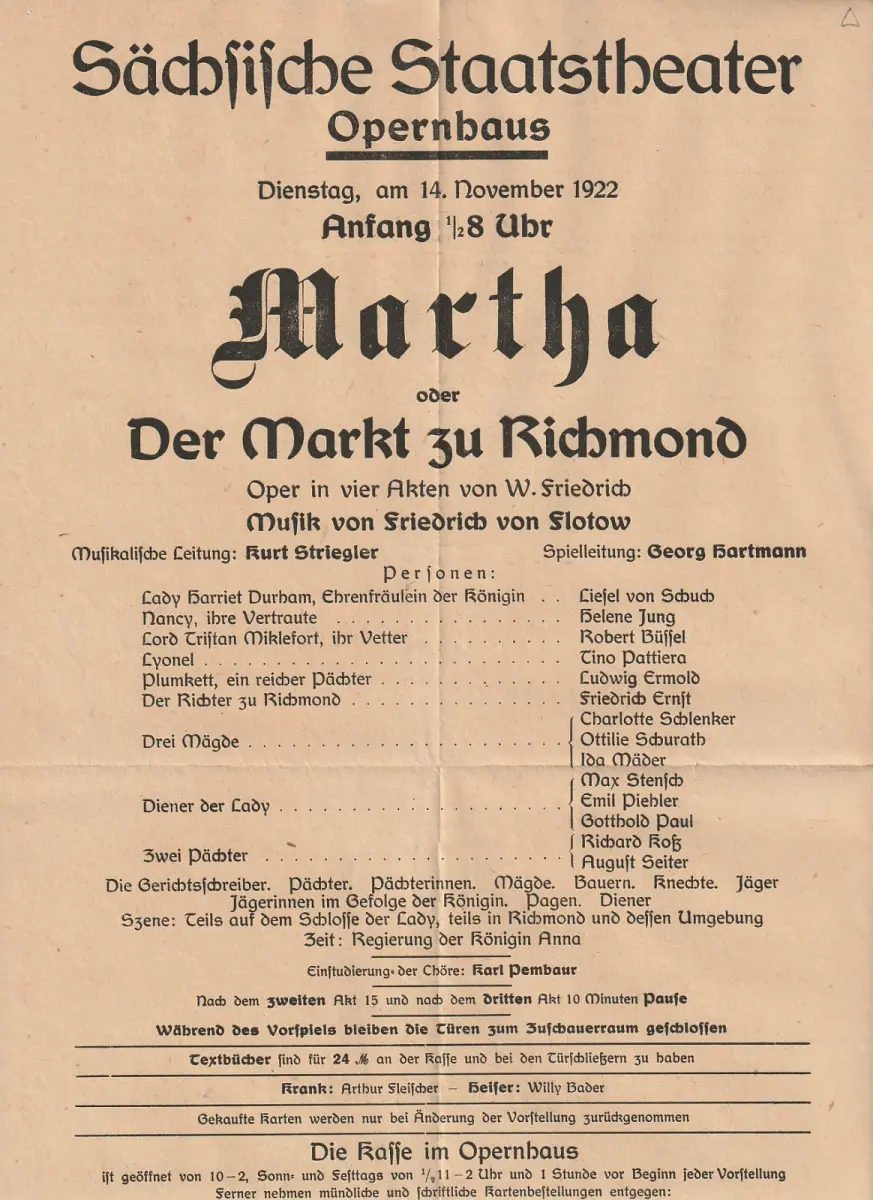 Sächſiſche Staatstheater
Opernhaus
Dienstag, am 14. November 1922
Anfang ½8 Uhr
Martha
oder
Der Markt zu Richmond
Oper in vier Akten von W. Friedrich
Muſik von Friedrich von Flotow
Muſikaliſche Leitung: Kurt Striegler Spielleitung: Georg Hartmann
Perſonen:
Lady Harriet Durham, Ehrenfräulein der Königin . . Lieſel von Schuch
Nancy, ihre Vertraute . . . . . . . . . . . . . . . . Helene Jung
Lord Triſtan Miklefort, ihr Vetter . . . . . . . . . . Robert Büſſel
Lyonel . . . . . . . . . . . . . . . . . . . . . . . . . Tino Pattiera
Plumkett, ein reicher Pächter . . . . . . . . . . . . . Ludwig Ermold
Der Richter zu Richmond . . . . . . . . . . . . . . . Friedrich Ernſt
Charlotte Schlenker
Drei Mägde . . . . . . . . . . . . . . . . . . . . . . Ottilie Schurath
Ida Mäder
Max Stenſch
Diener der Lady . . . . . . . . . . . . . . . . . . . Emil Piehler
Gotthold Paul
Richard Koß
Zwei Pächter . . . . . . . . . . . . . . . . . . . . . August Seiter
Die Gerichtsſchreiber. Pächter. Pächterinnen. Mägde. Bauern. Knechte. Jäger
Jägerinnen im Gefolge der Königin. Pagen. Diener
Szene: Teils auf dem Schloſſe der Lady, teils in Richmond und deſſen Umgebung
Zeit: Regierung der Königin Anna
Einſtudierung der Chöre: Karl Pembaur
Nach dem zweiten Akt 15 und nach dem dritten Akt 10 Minuten Pauſe
Während des Vorſpiels bleiben die Türen zum Zuſchauerraum geſchloſſen
Textbücher ſind für 24 ℳ an der Kaſſe und bei den Türſchließern zu haben
Krank: Arthur Fleiſcher — Heiſer: Willy Bader
Gekaufte Karten werden nur bei Änderung der Vorſtellung zurückgenommen
Die Kaſſe im Opernhaus
iſt geöffnet von 10–2, Sonn- und Feſttags von ½11–2 Uhr und 1 Stunde vor Beginn jeder Vorſtellung
Ferner nehmen mündliche und ſchriftliche Kartenbeſtellungen entgegen: